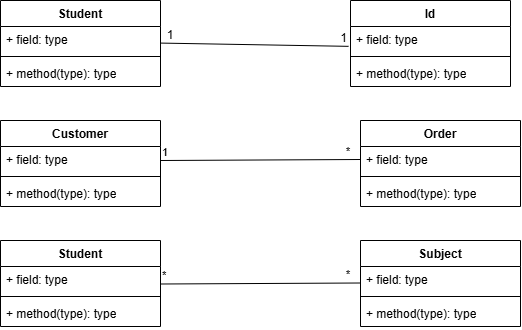 Student
Id
+ field: type
1
1
+ field: type
+ method(type): type
+ method(type): type
Customer
Order
+ field: type
1
*
+ field: type
+ method(type): type
+ method(type): type
Student
Subject
+ field: type
*
*
+ field: type
+ method(type): type
+ method(type): type